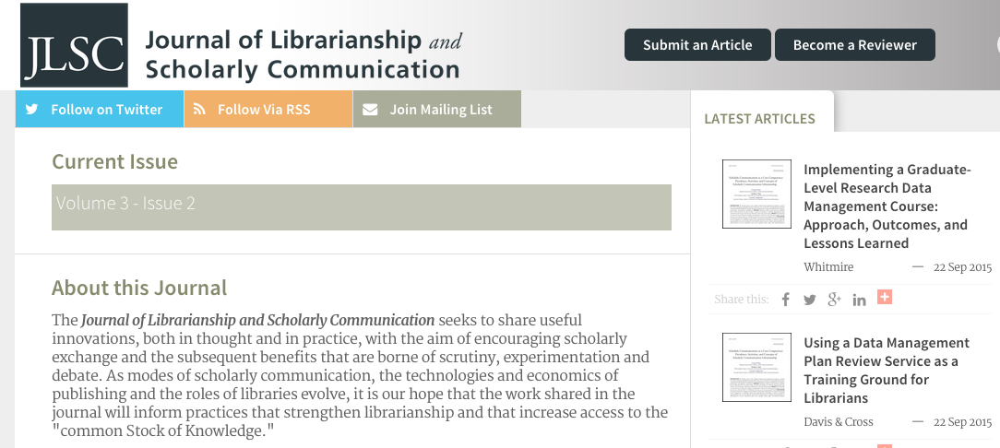 JLSC
Journal of Librarianship and
Scholarly Communication
Submit an Article
Become a Reviewer
Follow on Twitter
Follow Via RSS
Join Mailing List
Current Issue
Volume 3 - Issue 2
About this Journal
The Journal of Librarianship and Scholarly Communication seeks to share useful
innovations, both in thought and in practice, with the aim of encouraging scholarly
exchange and the subsequent benefits that are borne of scrutiny, experimentation and
debate. As modes of scholarly communication, the technologies and economics of
publishing and the roles of libraries evolve, it is our hope that the work shared in the
journal will inform practices that strengthen librarianship and that increase access to the
"common Stock of Knowledge."
LATEST ARTICLES
Implementing a Graduate-
Level Research Data
Management Course:
Approach, Outcomes, and
Lessons Learned
Whitmire — 22 Sep 2015
Share this:
Using a Data Management
Plan Review Service as a
Training Ground for
Librarians
Davis & Cross — 22 Sep 2015